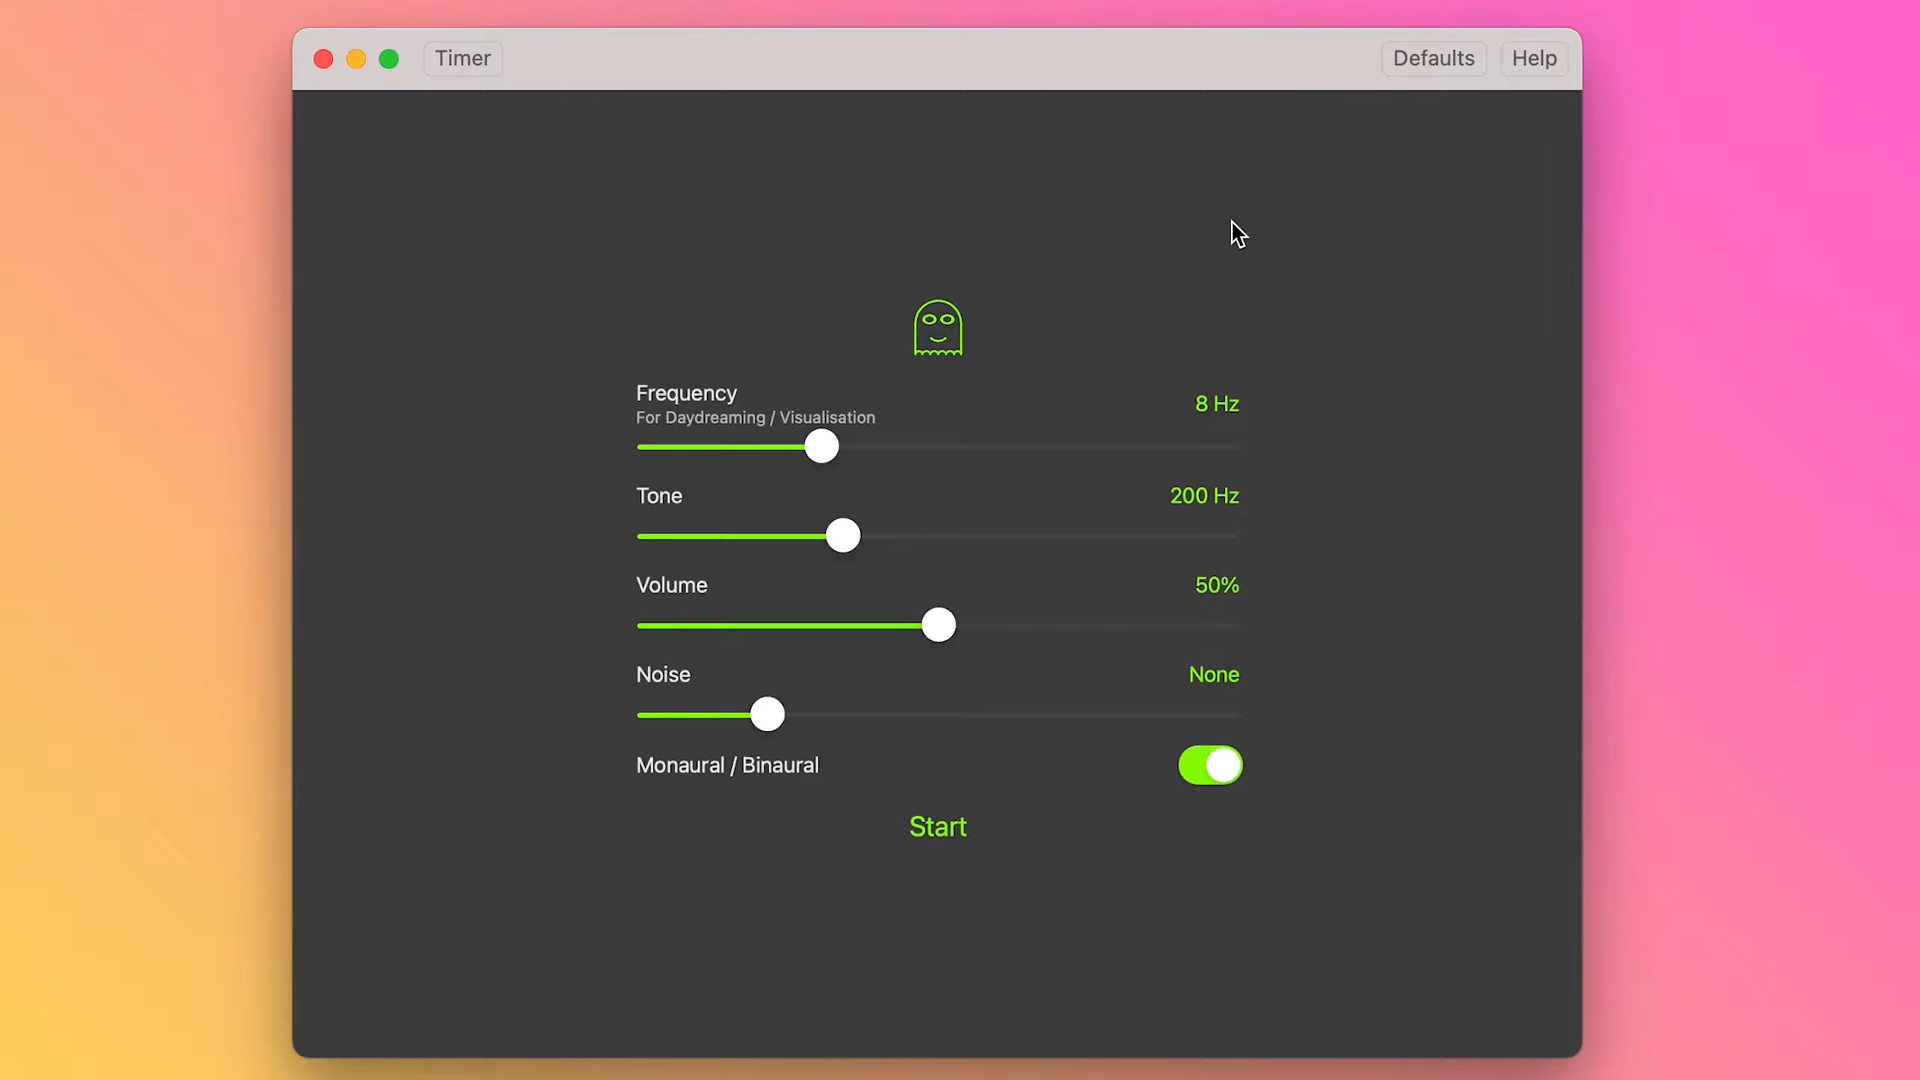 Timer
Defaults
Help
Frequency
8 Hz
For Daydreaming / Visualisation
Tone
200 Hz
Volume
50%
Noise
None
Monaural / Binaural
Start